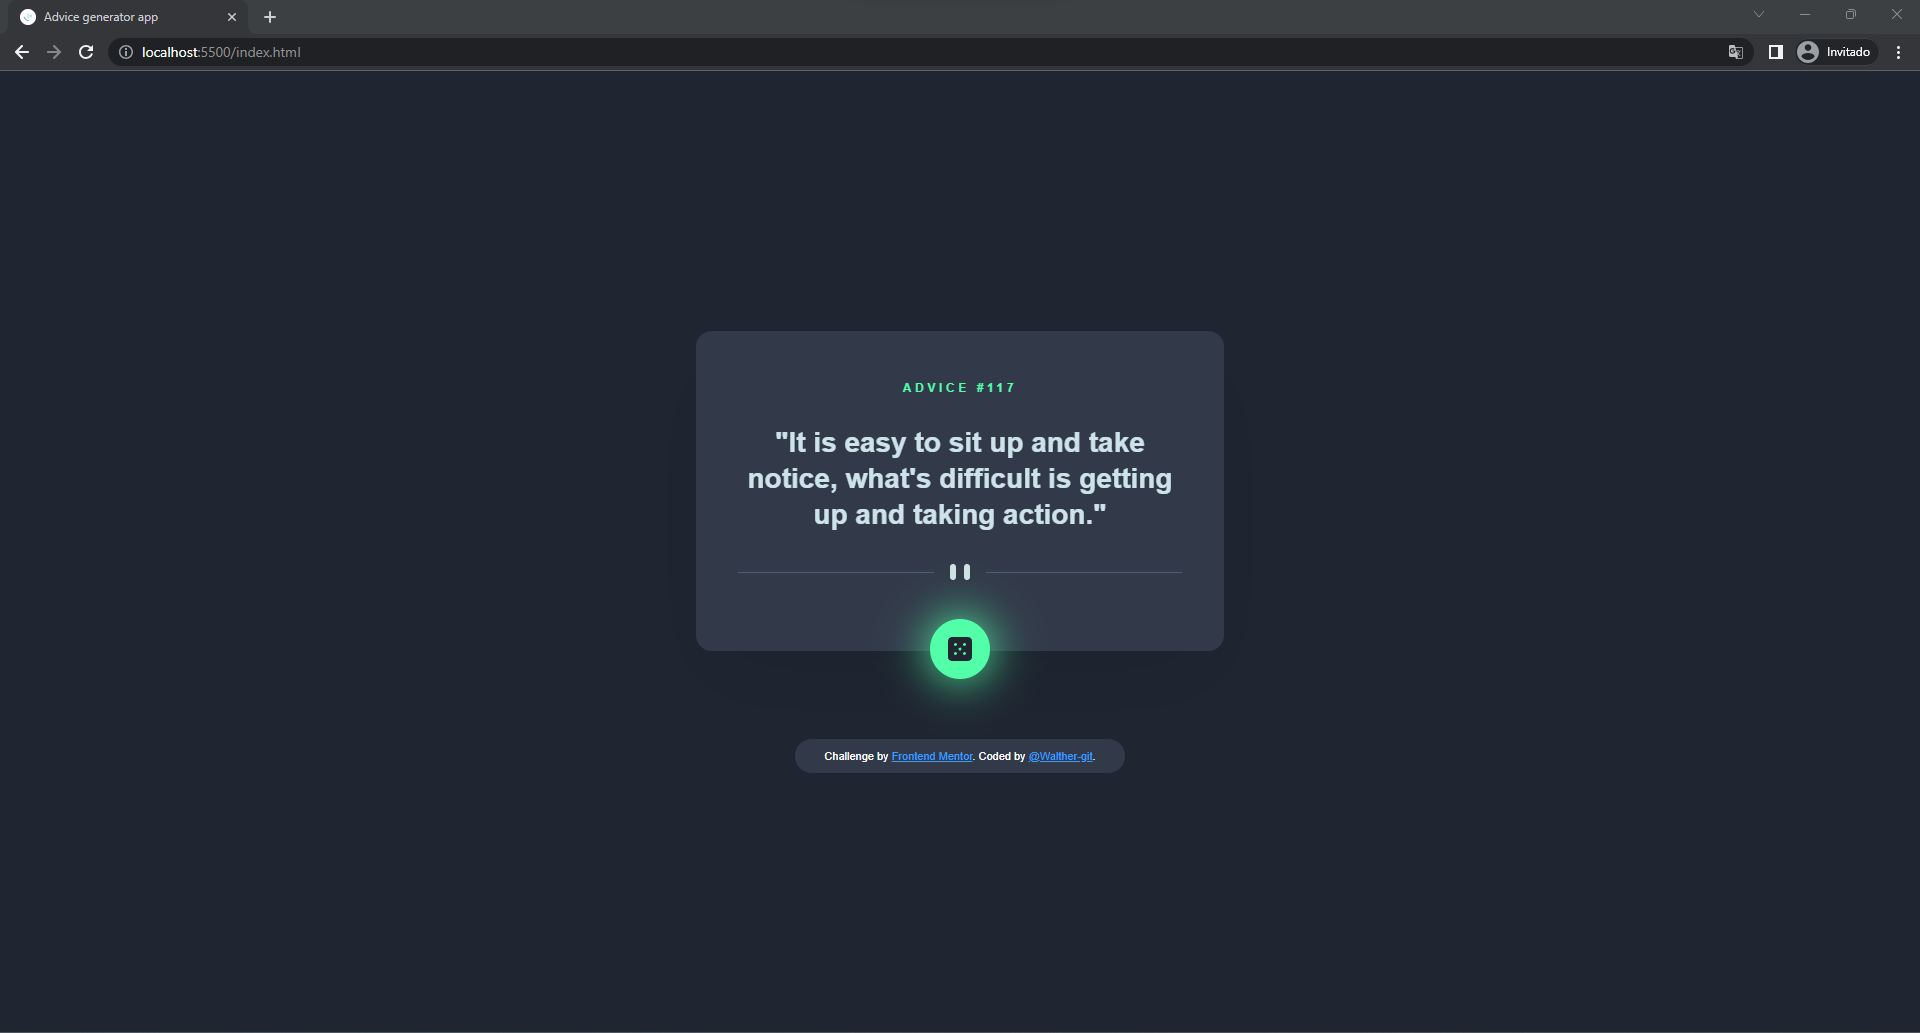 Advice generator app
localhost:5500/index.html
Invitado
ADVICE #117
"It is easy to sit up and take
notice, what's difficult is getting
up and taking action."
Challenge by Frontend Mentor. Coded by @Walther-git.